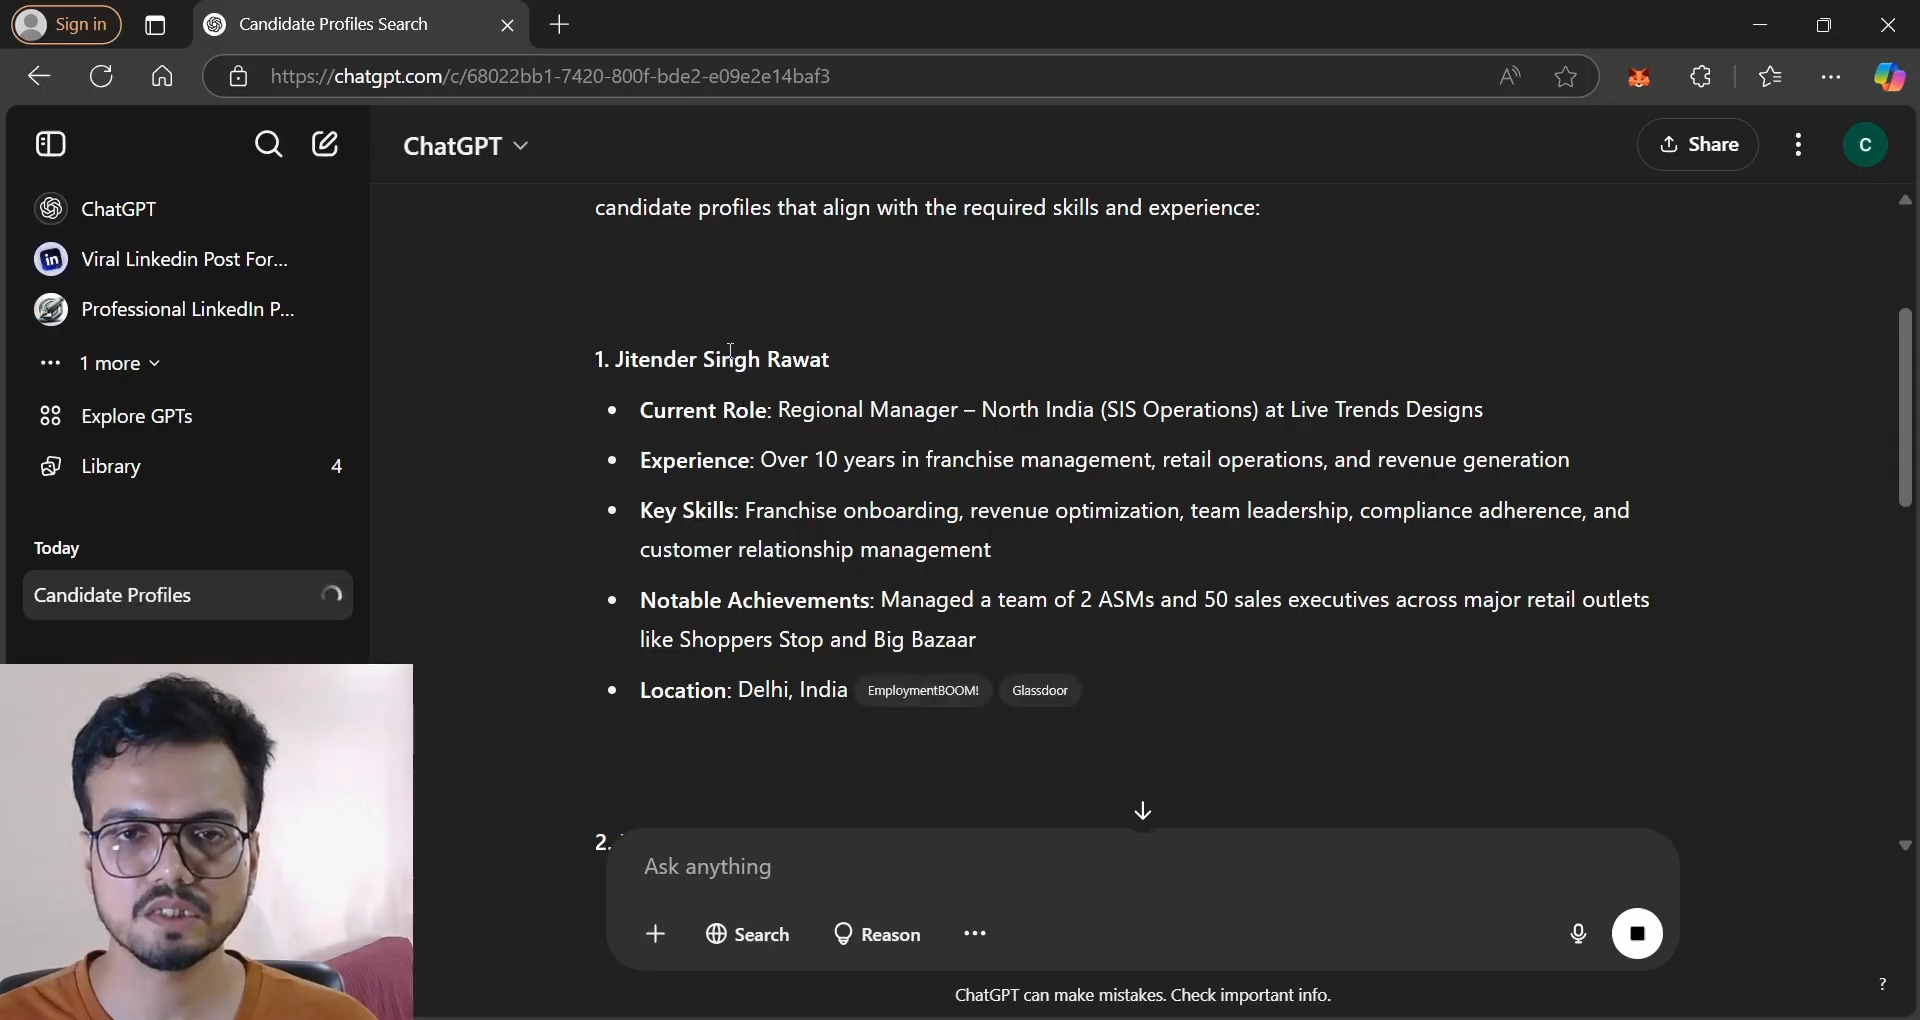 Sign in
Candidate Profiles Search
https://chatgpt.com/c/68022bb1-7420-800f-bde2-e09e2e14baf3
ChatGPT
Share
C
ChatGPT
Viral Linkedin Post For...
Professional LinkedIn P...
1 more
Explore GPTs
Library 4
Today
Candidate Profiles
candidate profiles that align with the required skills and experience:
1. Jitender Singh Rawat
• Current Role: Regional Manager – North India (SIS Operations) at Live Trends Designs
• Experience: Over 10 years in franchise management, retail operations, and revenue generation
• Key Skills: Franchise onboarding, revenue optimization, team leadership, compliance adherence, and
customer relationship management
• Notable Achievements: Managed a team of 2 ASMs and 50 sales executives across major retail outlets
like Shoppers Stop and Big Bazaar
• Location: Delhi, India EmploymentBOOM! Glassdoor
2.
Ask anything
Search Reason
ChatGPT can make mistakes. Check important info.
?